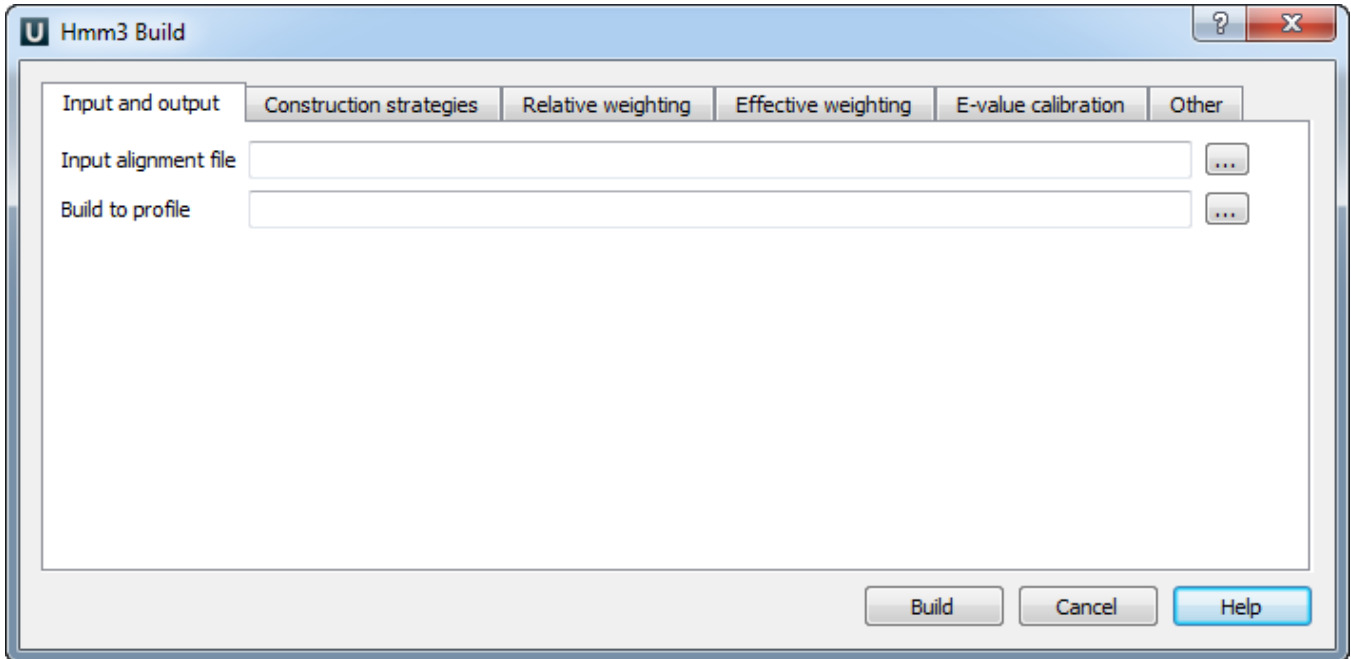 U Hmm3 Build ? X
Input and output Construction strategies Relative weighting Effective weighting E-value calibration Other
Input alignment file ...
Build to profile ...
Build Cancel Help